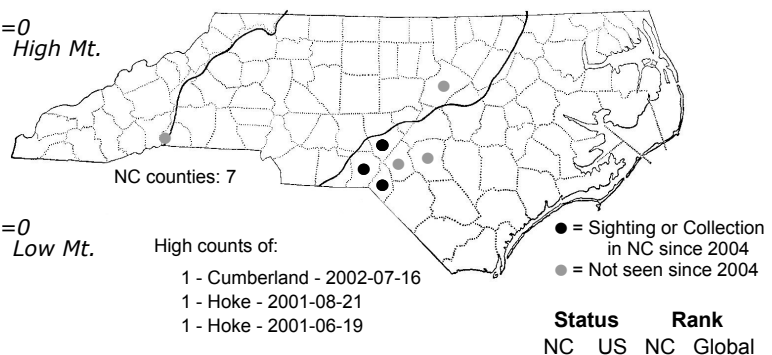 =0
High Mt.
NC counties: 7
=0
Low Mt.
High counts of:
1 - Cumberland - 2002-07-16
1 - Hoke - 2001-08-21
1 - Hoke - 2001-06-19
● = Sighting or Collection
in NC since 2004
● = Not seen since 2004
Status Rank
NC US NC Global